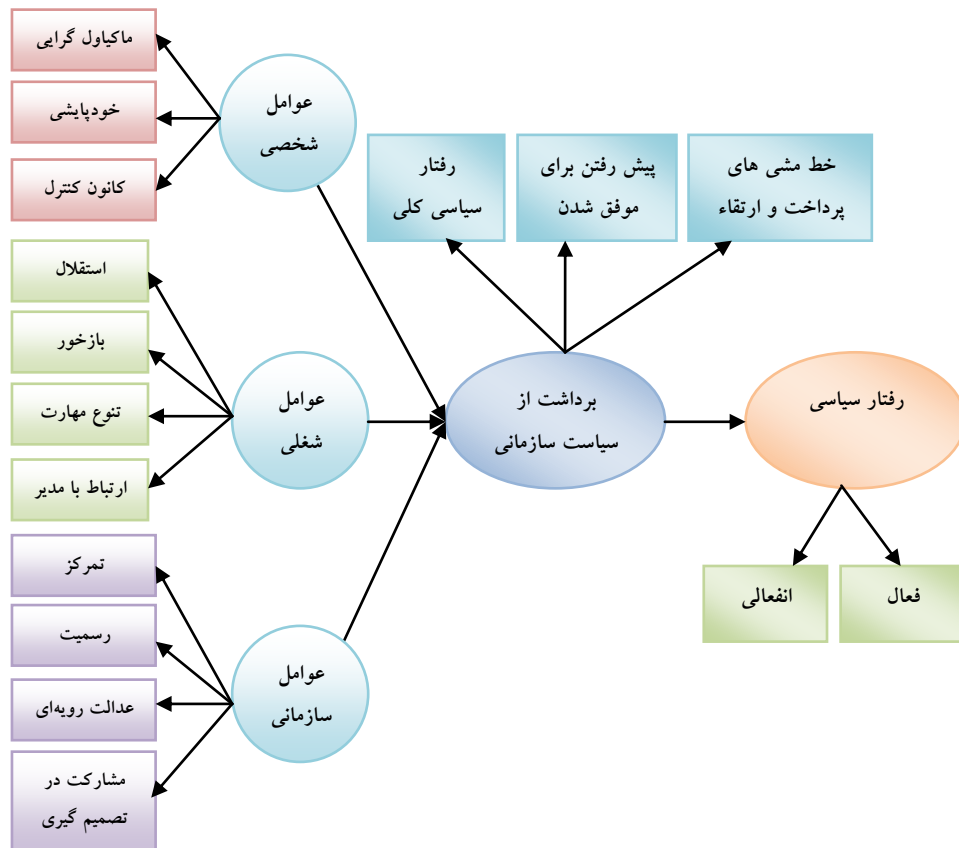 ماکیاول گرایی
خودپایشی
کانون کنترل
عوامل
شخصی
رفتار
سیاسی کلی
پیش رفتن برای
موفق شدن
خط مشی های
پرداخت و ارتقاء
استقلال
بازخور
تنوع مهارت
ارتباط با مدیر
عوامل
شغلی
برداشت از
سیاست سازمانی
رفتار سیاسی
تمرکز
رسمیت
عدالت رویه‌ای
مشارکت در
تصمیم گیری
عوامل
سازمانی
انفعالی
فعال